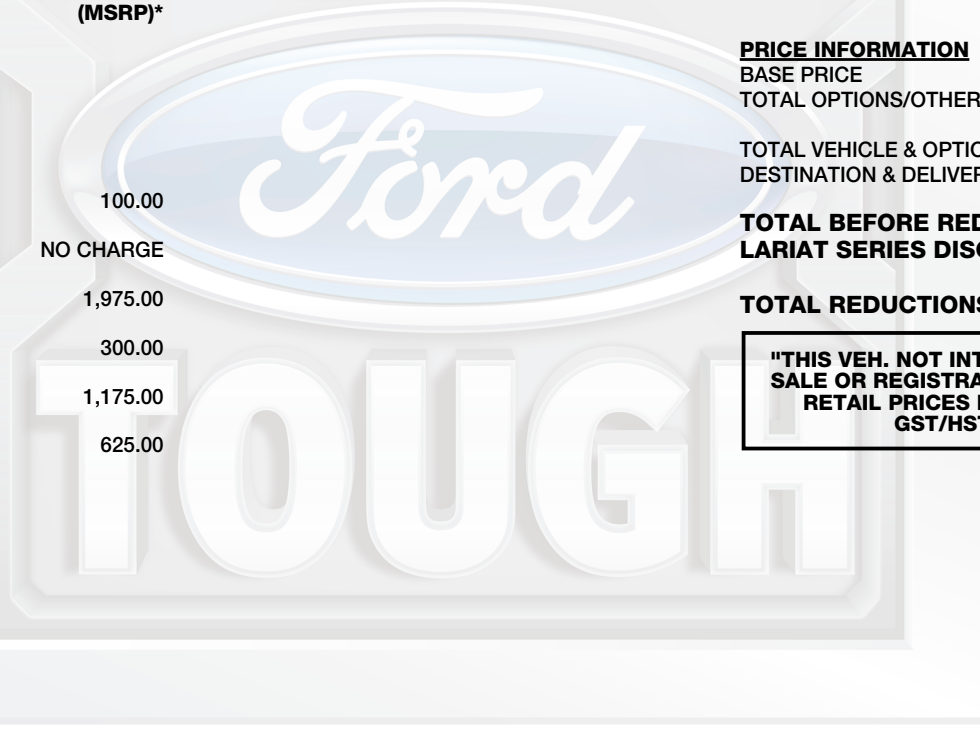 (MSRP)*
100.00
NO CHARGE
1,975.00
300.00
1,175.00
625.00
PRICE INFORMATION
BASE PRICE
TOTAL OPTIONS/OTHER
TOTAL VEHICLE & OPTIO
DESTINATION & DELIVER
TOTAL BEFORE RED
LARIAT SERIES DISC
TOTAL REDUCTIONS
"THIS VEH. NOT INT
SALE OR REGISTRA
RETAIL PRICES
GST/HST
Ford
TOUGH